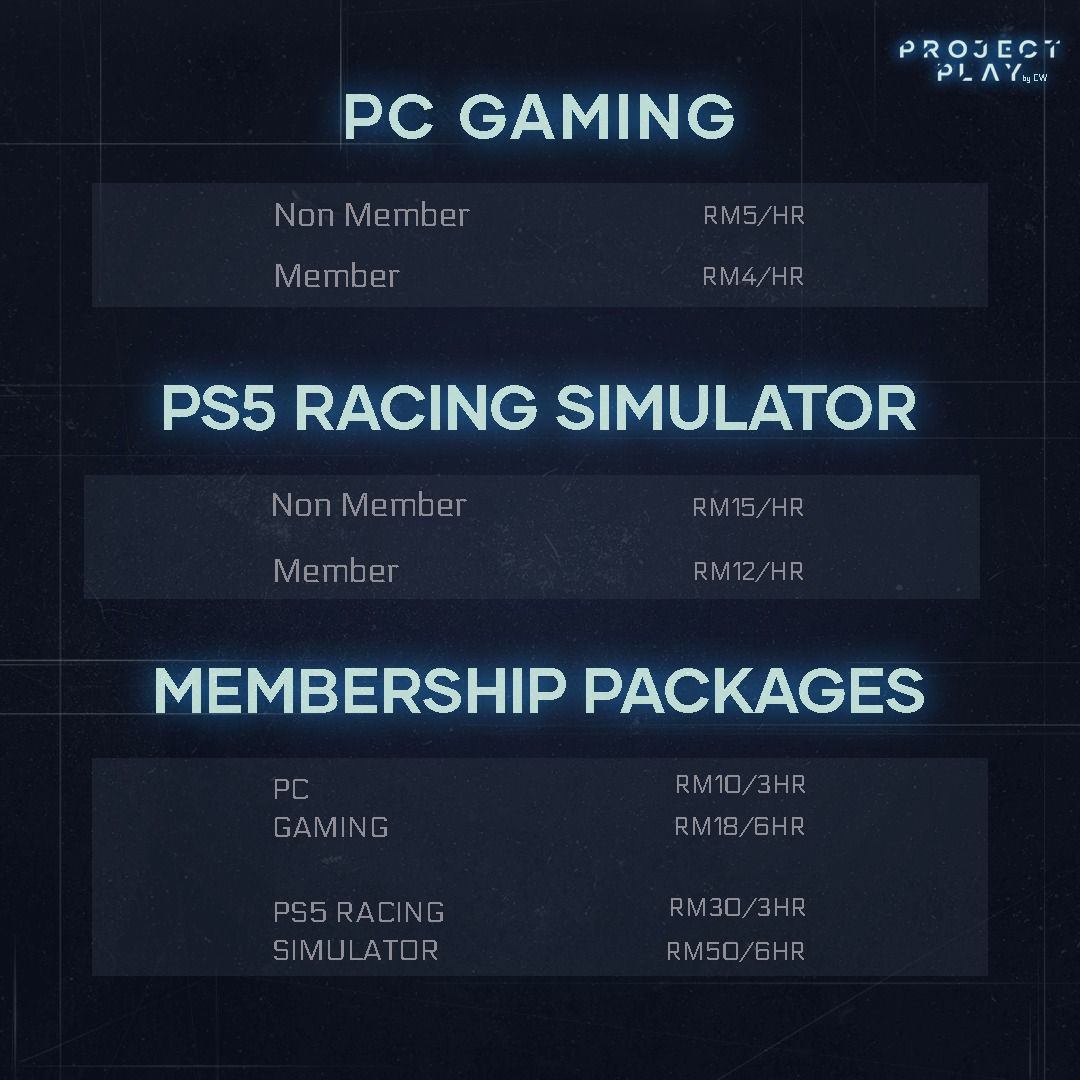 PROJECT
PLAY by CW
PC GAMING
Non Member RM5/HR
Member RM4/HR
PS5 RACING SIMULATOR
Non Member RM15/HR
Member RM12/HR
MEMBERSHIP PACKAGES
PC RM10/3HR
GAMING RM18/6HR
PS5 RACING RM30/3HR
SIMULATOR RM50/6HR